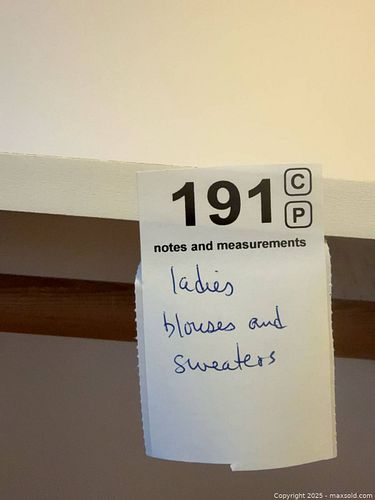 191 C
P
notes and measurements
ladies
blouses and
sweaters
Copyright 2025 - maxsold.com